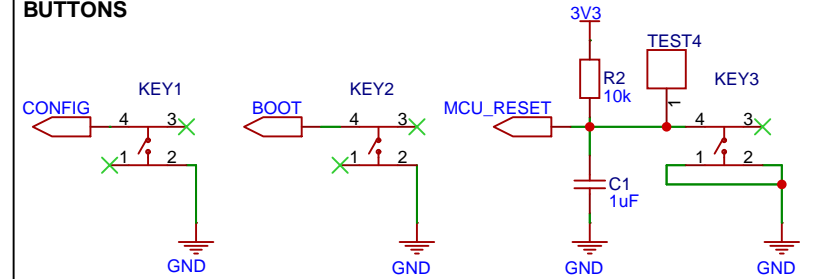 BUTTONS
3V3
TEST4
R2
10k
KEY1
KEY2
KEY3
CONFIG
BOOT
MCU_RESET
1
4 3
4 3
4 3
1 2
1 2
1 2
C1
1uF
GND
GND
GND
GND